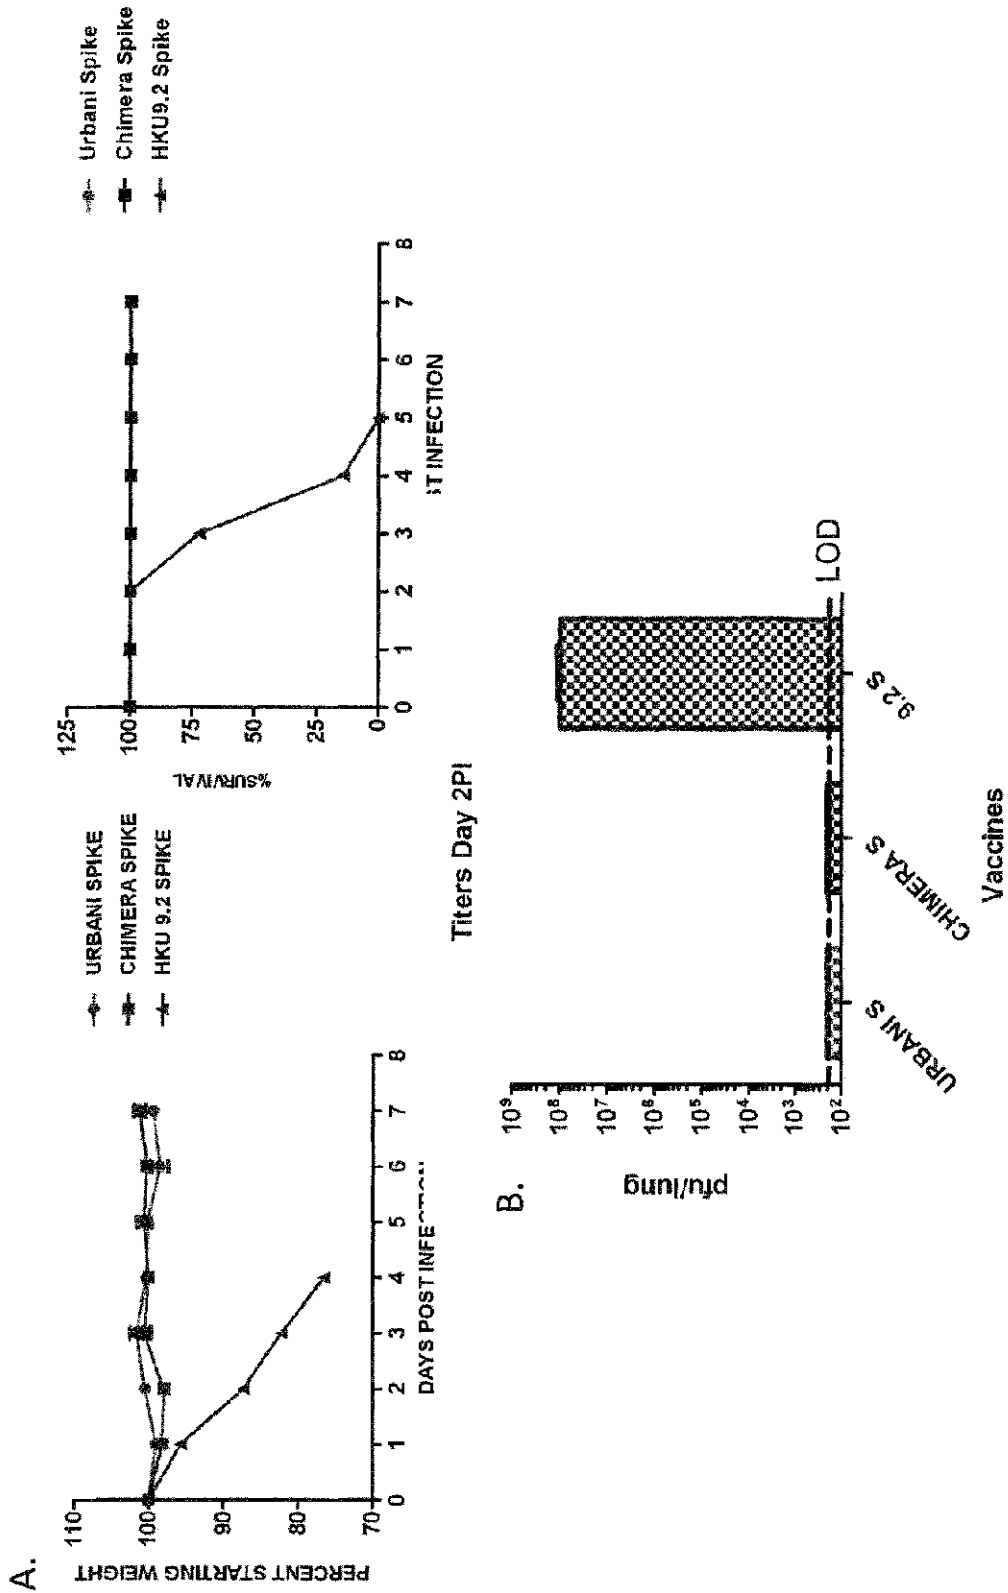 A.
PERCENT STARTING WEIGHT
110
100
90
80
70
0 1 2 3 4 5 6 7 8
DAYS POST INFECTION
URBANI SPIKE
CHIMERA SPIKE
HKU 9.2 SPIKE
%SURVIVAL
125
100
75
50
25
0
0 1 2 3 4 5 6 7 8
ST INFECTION
Urbani Spike
Chimera Spike
HKU9.2 Spike
B.
Titers Day 2PI
pfu/lung
10⁹
10⁸
10⁷
10⁶
10⁵
10⁴
10³
10²
LOD
URBANI S
CHIMERA S
9.2 S
Vaccines